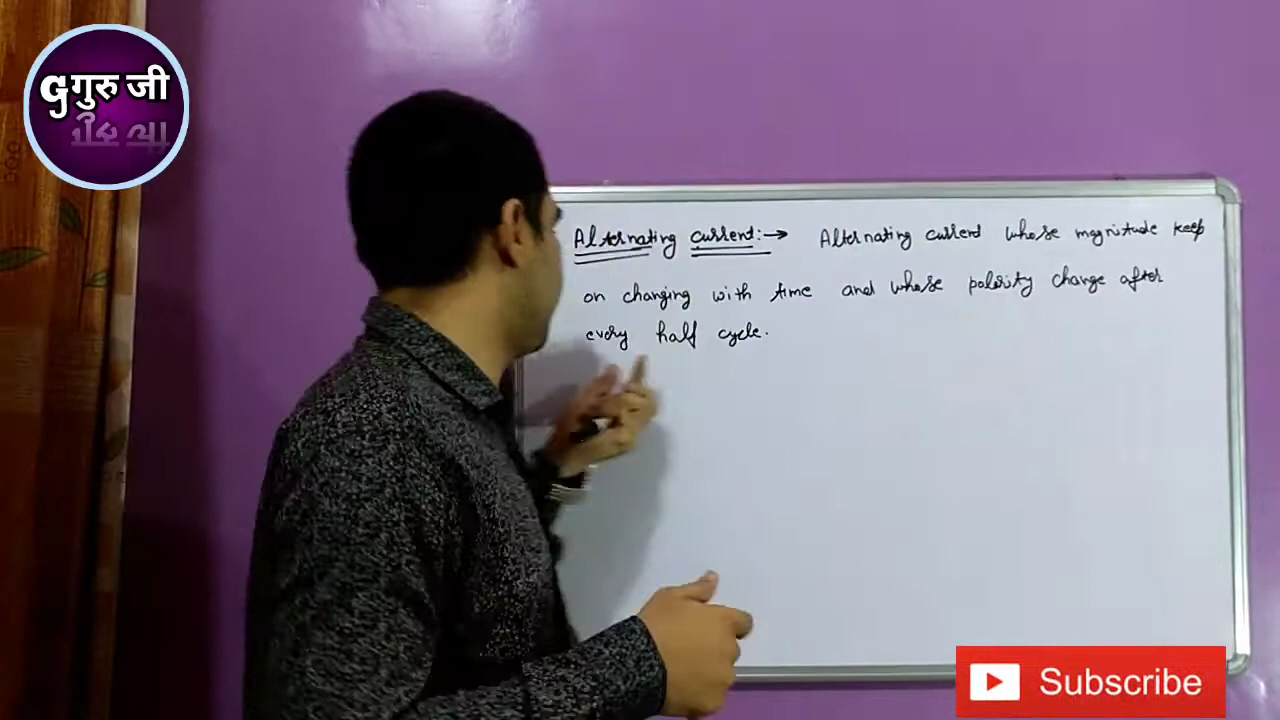 Gगुरु जी
Alternating current:→ Alternating current whose magnitude keep
on changing with time and whose polarity change after
every half cycle.
Subscribe